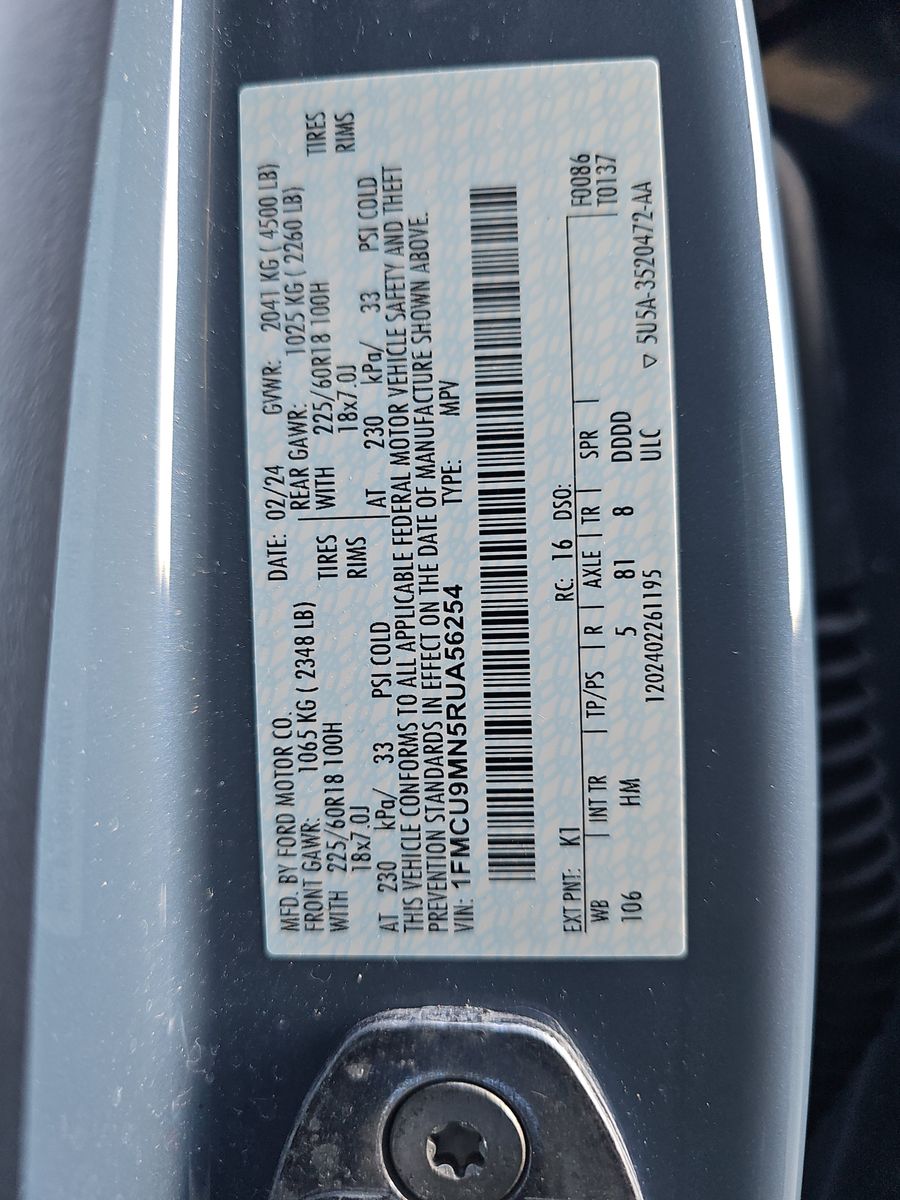 MFD. BY FORD MOTOR CO. DATE: 02/24 GVWR: 2041 KG ( 4500 LB)
FRONT GAWR: 1065 KG ( 2348 LB) REAR GAWR: 1025 KG ( 2260 LB)
WITH 225/60R18 100H TIRES WITH 225/60R18 100H TIRES
18x7.0J RIMS 18x7.0J RIMS
AT 230 kPa/ 33 PSI COLD AT 230 kPa/ 33 PSI COLD
THIS VEHICLE CONFORMS TO ALL APPLICABLE FEDERAL MOTOR VEHICLE SAFETY AND THEFT
PREVENTION STANDARDS IN EFFECT ON THE DATE OF MANUFACTURE SHOWN ABOVE.
VIN: 1FMCU9MN5RUA56254 TYPE: MPV
EXT PNT: K1 RC: 16 DSO: F0086
WB INT TR TP/PS R AXLE TR SPR T0137
106 HM 5 81 8 DDDD
1202402261195 ULC ▽ 5U5A-3520472-AA